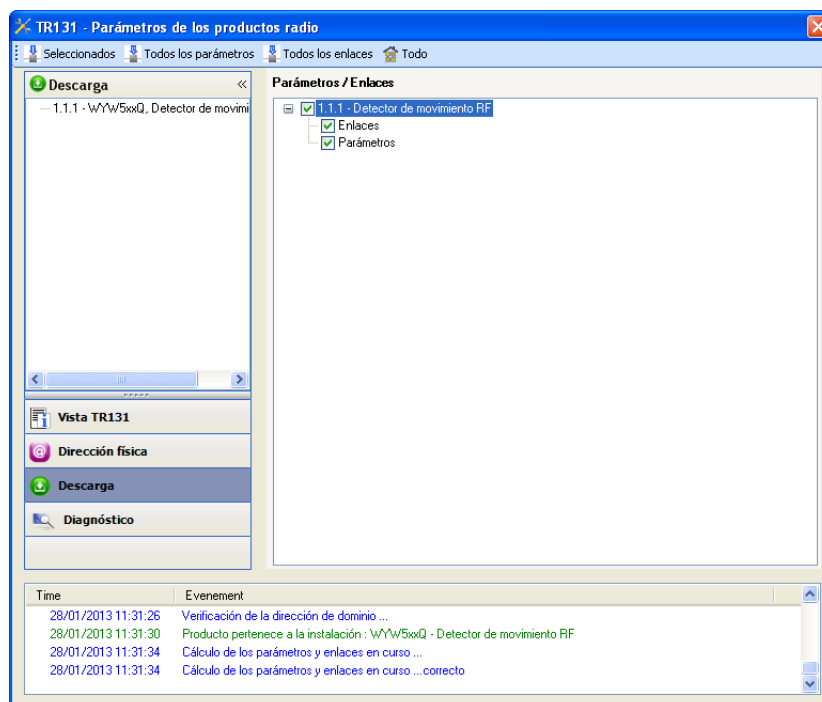 TR131 - Parámetros de los productos radio
Seleccionados Todos los parámetros Todos los enlaces Todo
Descarga «
1.1.1 - WYW5xxQ, Detector de movimi
Parámetros / Enlaces
1.1.1 - Detector de movimiento RF
Enlaces
Parámetros
Vista TR131
Dirección física
Descarga
Diagnóstico
Time Evenement
28/01/2013 11:31:26 Verificación de la dirección de dominio ...
28/01/2013 11:31:30 Producto pertenece a la instalación : WYW5xxQ - Detector de movimiento RF
28/01/2013 11:31:34 Cálculo de los parámetros y enlaces en curso ...
28/01/2013 11:31:34 Cálculo de los parámetros y enlaces en curso ...correcto